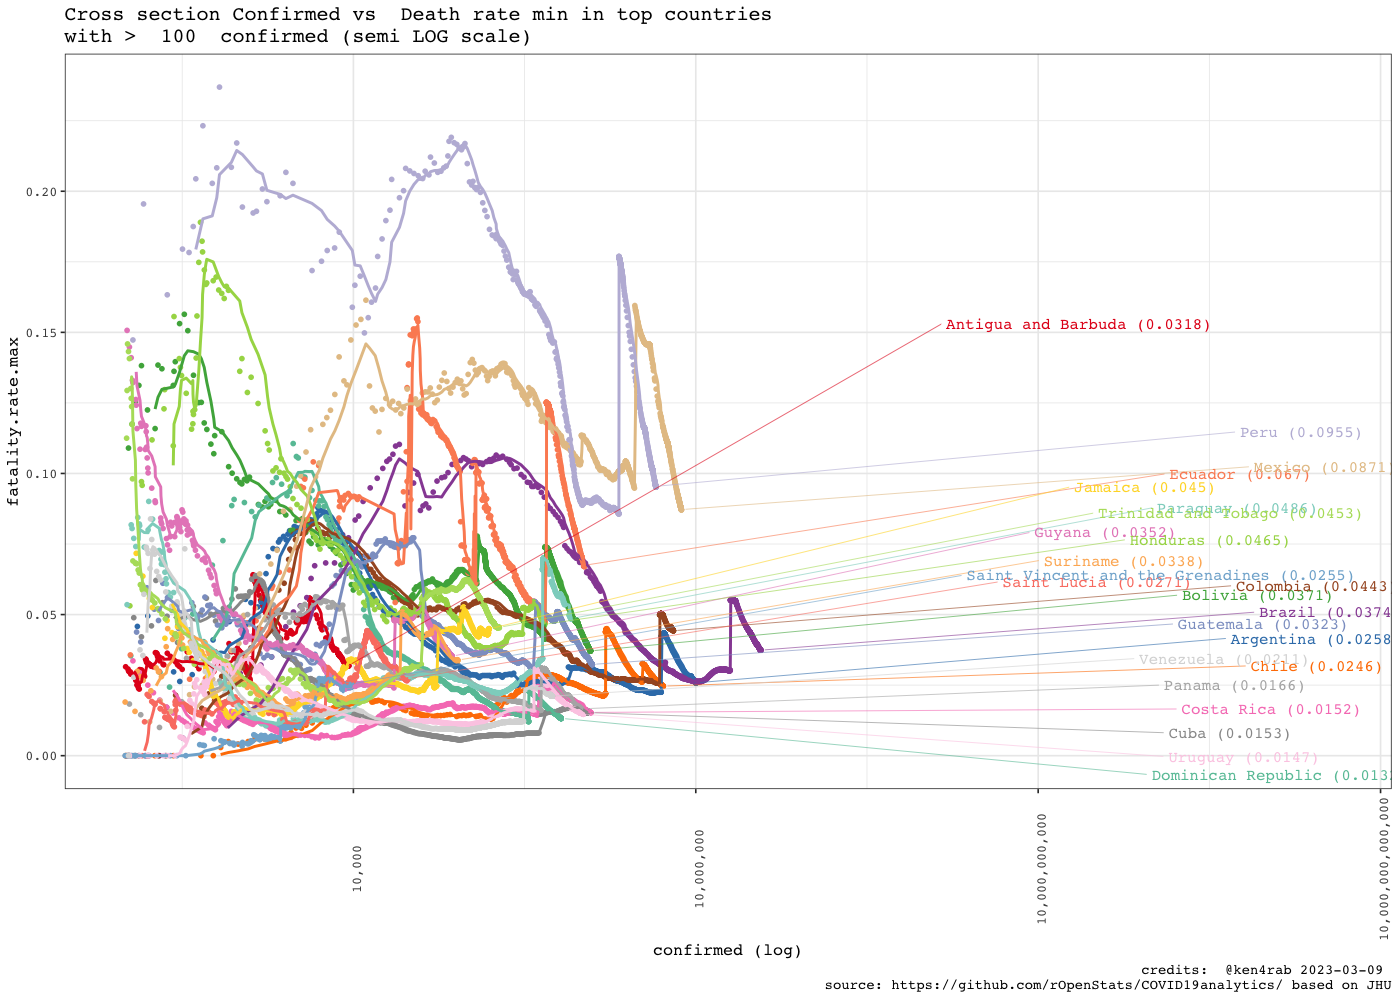 Cross section Confirmed vs  Death rate min in top countries
with >  100  confirmed (semi LOG scale)
fatality.rate.max
0.20
0.15
0.10
0.05
0.00
Antigua and Barbuda (0.0318)
Peru (0.0955)
Mexico (0.0871)
Ecuador (0.067)
Jamaica (0.045)
Paraguay (0.0486)
Trinidad and Tobago (0.0453)
Guyana (0.0352)
Honduras (0.0465)
Suriname (0.0338)
Saint Vincent and the Grenadines (0.0255)
Saint Lucia (0.0271)
Colombia (0.0443
Bolivia (0.0371)
Brazil (0.0374
Guatemala (0.0323)
Argentina (0.0258
Venezuela (0.0211)
Chile (0.0246)
Panama (0.0166)
Costa Rica (0.0152)
Cuba (0.0153)
Uruguay (0.0147)
Dominican Republic (0.013
10,000
10,000,000
10,000,000,000
10,000,000,000,000
confirmed (log)
credits:  @ken4rab 2023-03-09
source: https://github.com/rOpenStats/COVID19analytics/ based on JHU